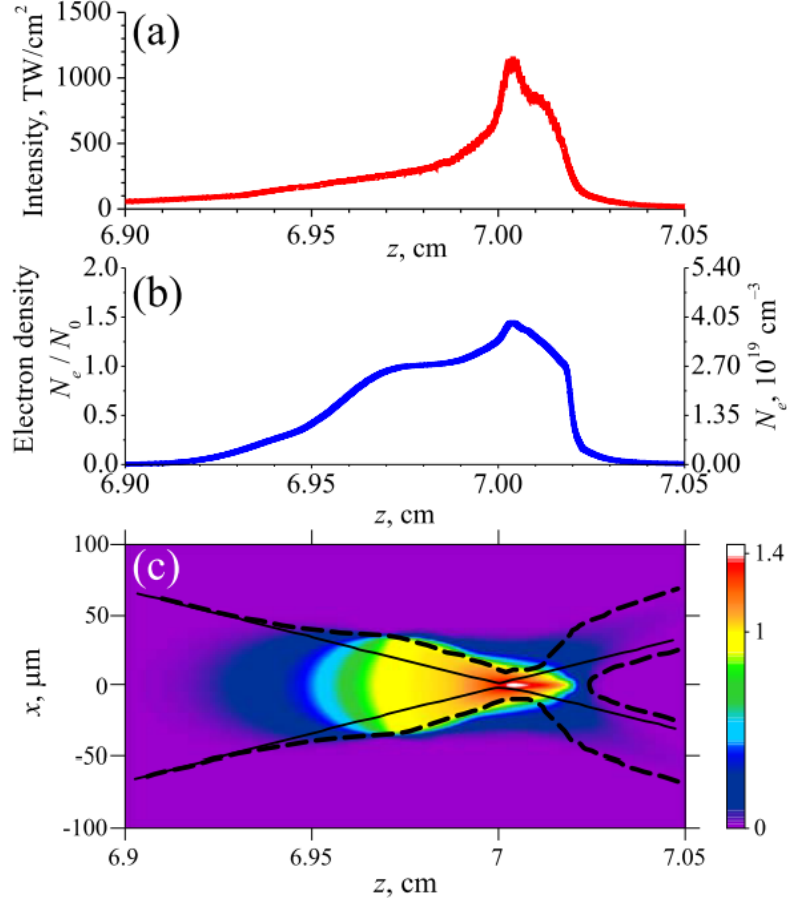 (a)
Intensity, TW/cm²
1500
1000
500
0
6.90 6.95 7.00 7.05
z, cm
(b)
Electron density
Nₑ / N₀
2.0
1.5
1.0
0.5
0.0
5.40
4.05
2.70
1.35
0.00
Nₑ, 10¹⁹ cm⁻³
6.90 6.95 7.00 7.05
z, cm
(c)
x, μm
100
50
0
-50
-100
1.4
1
0
6.9 6.95 7 7.05
z, cm